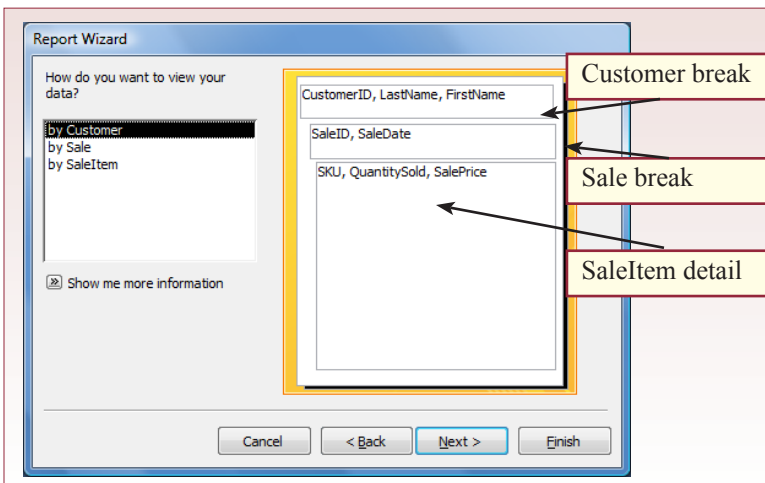 Report Wizard
How do you want to view your
data?
by Customer
by Sale
by SaleItem
Show me more information
CustomerID, LastName, FirstName
SaleID, SaleDate
SKU, QuantitySold, SalePrice
Customer break
Sale break
SaleItem detail
Cancel
< Back
Next >
Finish